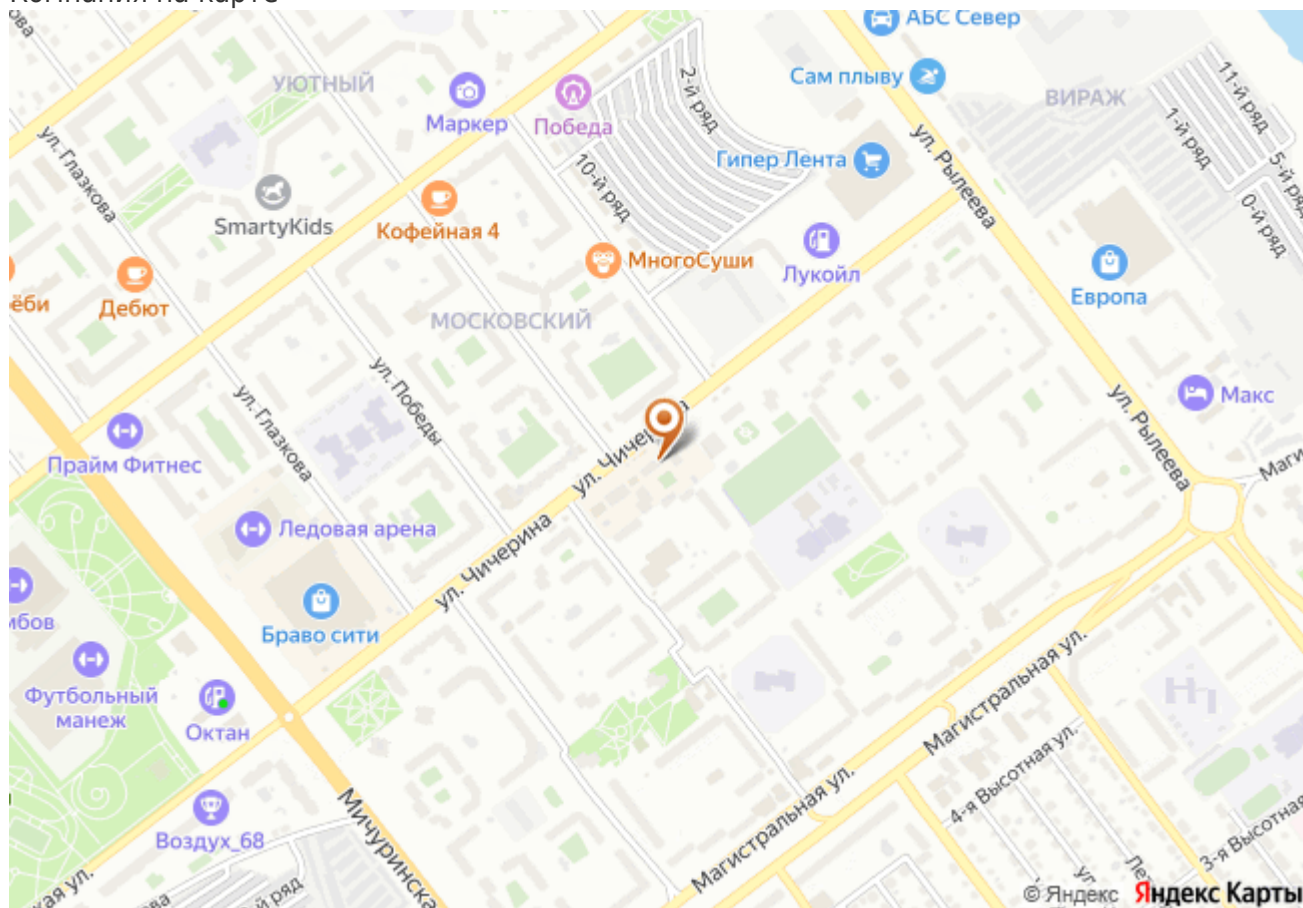 АБС Север
УЮТНЫЙ
2-й ряд
Сам плыву
ВИРАЖ
11-й ряд
1-й ряд
5-й ряд
0-й ряд
Маркер
Победа
ул. Глазкова
ул. Рылеева
Гипер Лента
10-й ряд
SmartyKids
Кофейная 4
МногоСуши
Лукойл
Европа
Дебют
МОСКОВСКИЙ
ул. Победы
ул. Глазкова
Макс
ул. Рылеева
Прайм Фитнес
ул. Чичерина
Ледовая арена
ул. Чичерина
Браво сити
Футбольный
манеж
Октан
Магистральная ул.
4-я Высотная ул.
3-я Высотная
Воздух_68
Мичуринска
Магистральная ул.
й ряд
© Яндекс Яндекс Карты